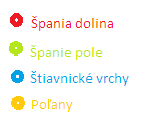 Špania dolina
Španie pole
Štiavnické vrchy
Poľany